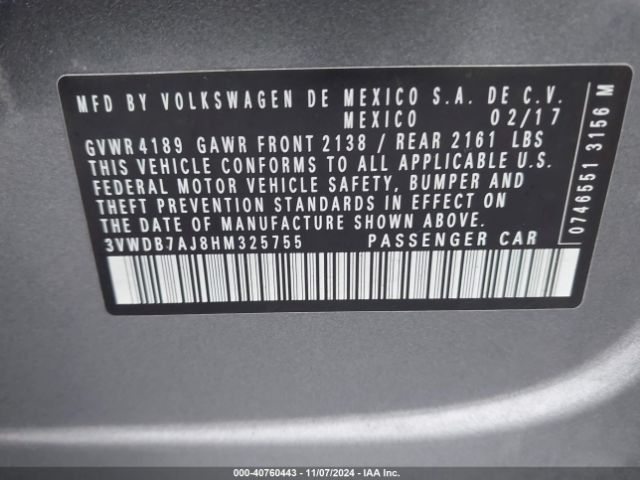 MFD BY VOLKSWAGEN DE MEXICO S.A. DE C.V.
MEXICO 02/17
GVWR 4189 GAWR FRONT 2138 / REAR 2161 LBS
THIS VEHICLE CONFORMS TO ALL APPLICABLE U.S.
FEDERAL MOTOR VEHICLE SAFETY, BUMPER AND
THEFT PREVENTION STANDARDS IN EFFECT ON
THE DATE OF MANUFACTURE SHOWN ABOVE.
3VWDB7AJ8HM325755 PASSENGER CAR
0746551 3156 M
000-40760443 - 11/07/2024 - IAAI.com